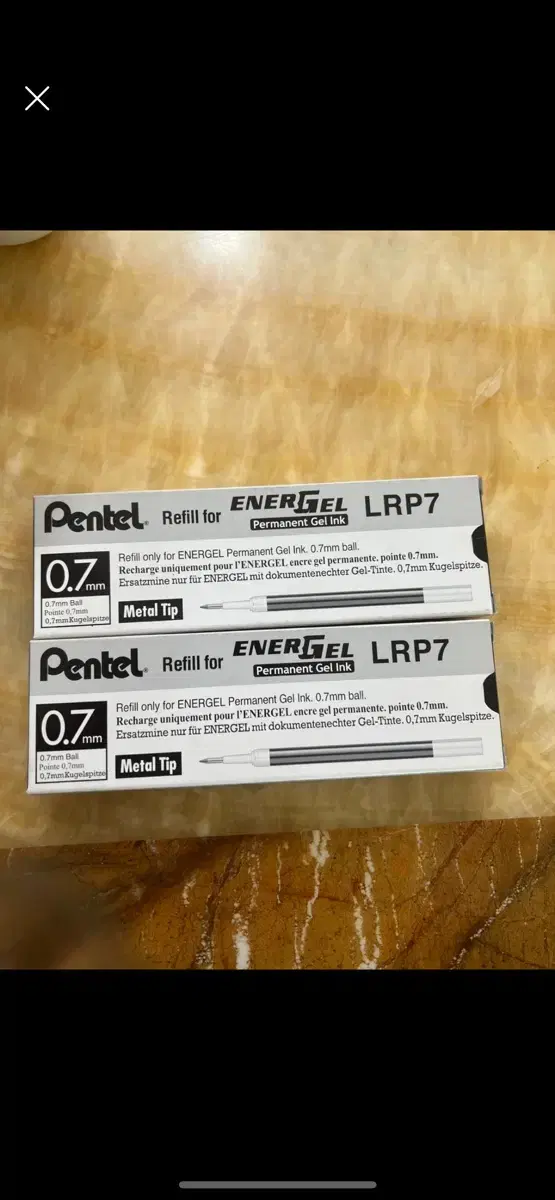 Pentel® Refill for ENERGEL LRP7
Permanent Gel Ink
Refill only for ENERGEL Permanent Gel Ink. 0.7mm ball.
Recharge uniquement pour l'ENERGEL encre gel permanente. pointe 0.7mm.
Ersatzmine nur für ENERGEL mit dokumentenechter Gel-Tinte. 0,7mm Kugelspitze.
0.7mm
0.7mm Ball
Pointe 0,7mm
0,7mm Kugelspitze
Metal Tip
Pentel® Refill for ENERGEL LRP7
Permanent Gel Ink
Refill only for ENERGEL Permanent Gel Ink. 0.7mm ball.
Recharge uniquement pour l'ENERGEL encre gel permanente. pointe 0.7mm.
Ersatzmine nur für ENERGEL mit dokumentenechter Gel-Tinte. 0,7mm Kugelspitze.
0.7mm
0.7mm Ball
Pointe 0,7mm
0,7mm Kugelspitze
Metal Tip